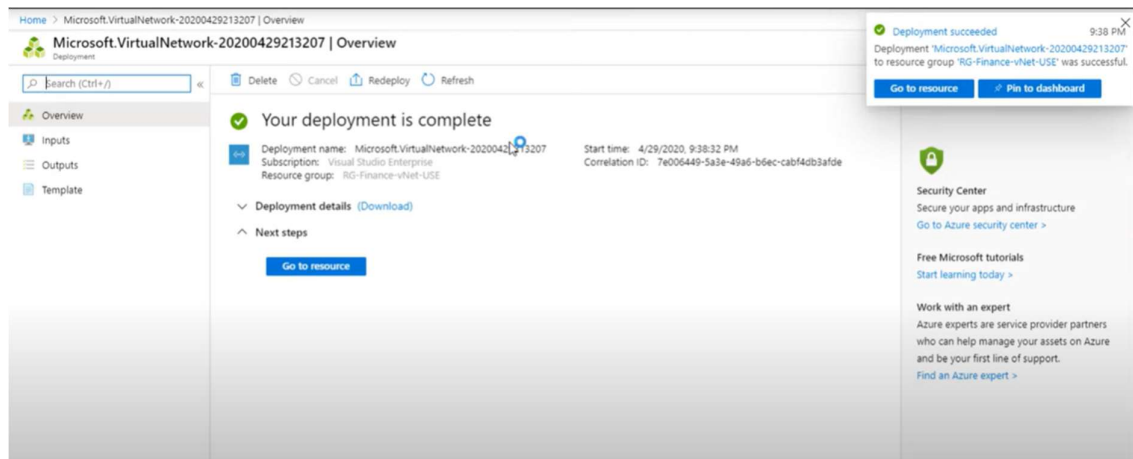 Home > Microsoft.VirtualNetwork-20200429213207 | Overview
Microsoft.VirtualNetwork-20200429213207 | Overview
Deployment
Search (Ctrl+/)
«
Overview
Inputs
Outputs
Template
Delete Cancel Redeploy Refresh
Your deployment is complete
Deployment name: Microsoft.VirtualNetwork-20200429213207
Subscription: Visual Studio Enterprise
Resource group: RG-Finance-vNet-USE
Start time: 4/29/2020, 9:38:32 PM
Correlation ID: 7e006449-5a3e-49a6-b6ec-cabf4db3afde
Deployment details (Download)
Next steps
Go to resource
Deployment succeeded 9:38 PM
Deployment 'Microsoft.VirtualNetwork-20200429213207'
to resource group 'RG-Finance-vNet-USE' was successful.
Go to resource Pin to dashboard
Security Center
Secure your apps and infrastructure
Go to Azure security center >
Free Microsoft tutorials
Start learning today >
Work with an expert
Azure experts are service provider partners
who can help manage your assets on Azure
and be your first line of support.
Find an Azure expert >